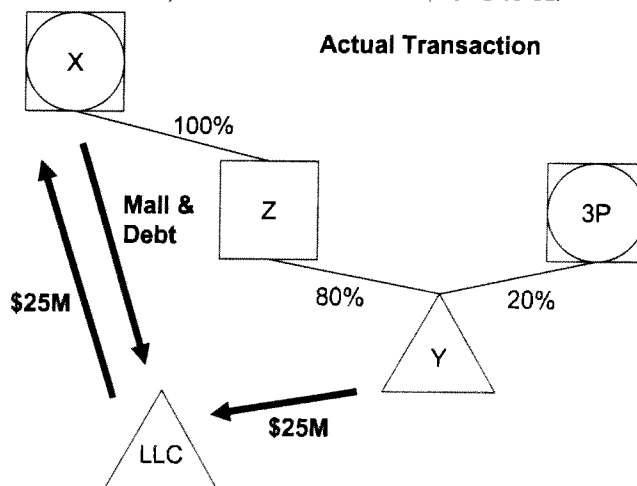 Actual Transaction
X
100%
Mall &
Debt
Z
3P
$25M
80%
20%
Y
$25M
LLC